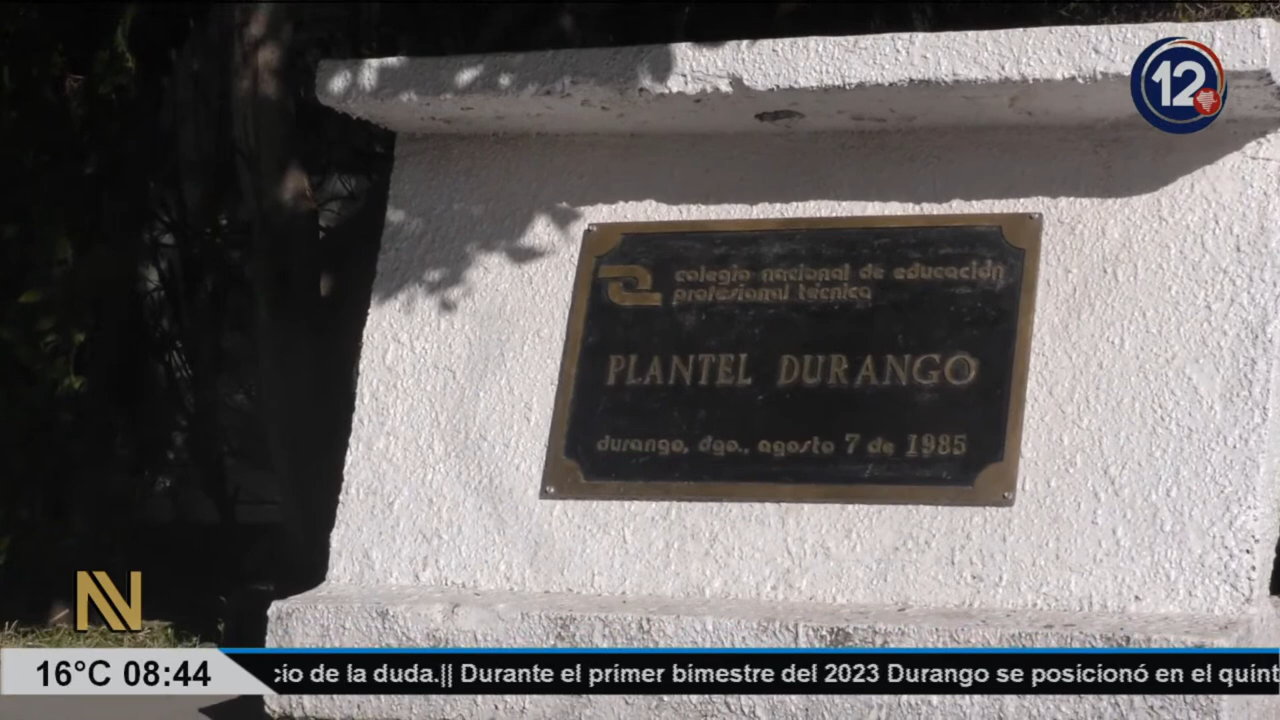 12
colegio nacional de educación
profesional técnica
PLANTEL DURANGO
durango, dgo., agosto 7 de 1985
N
16°C 08:44
cio de la duda.|| Durante el primer bimestre del 2023 Durango se posicionó en el quint